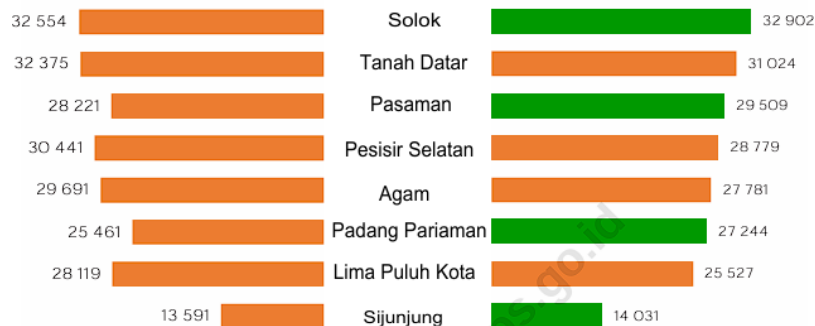 32 554 Solok 32 902
32 375 Tanah Datar 31 024
28 221 Pasaman 29 509
30 441 Pesisir Selatan 28 779
29 691 Agam 27 781
25 461 Padang Pariaman 27 244
28 119 Lima Puluh Kota 25 527
13 591 Sijunjung 14 031
s.go.id